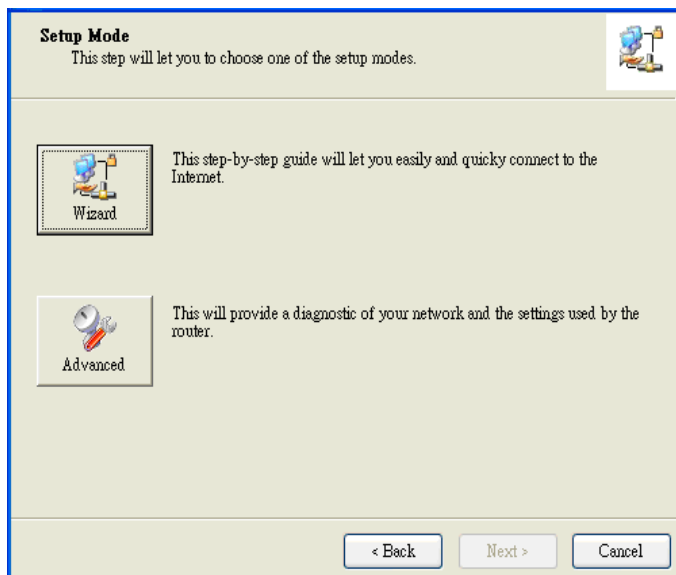 Setup Mode
This step will let you to choose one of the setup modes.
This step-by-step guide will let you easily and quicky connect to the
Internet.
Wizard
This will provide a diagnostic of your network and the settings used by the
router.
Advanced
< Back
Next >
Cancel